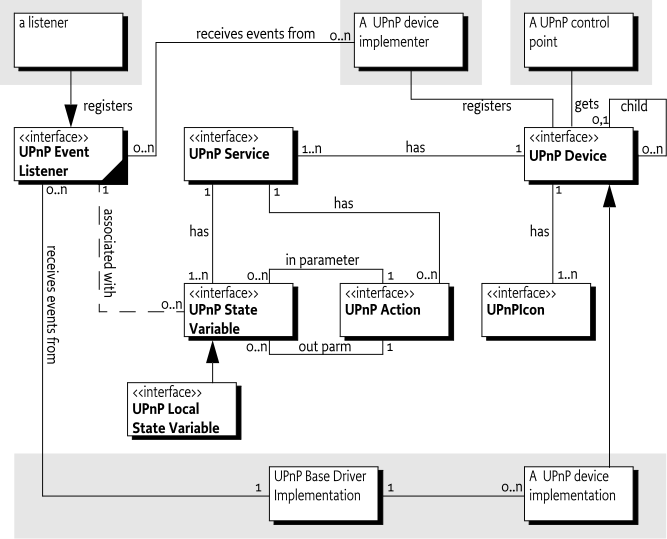 a listener
receives events from
0..n
A UPnP device
implementer
A UPnP control
point
registers
registers
gets
0,1
child
<<interface>>
UPnP Event
Listener
0..n
<<interface>>
UPnP Service
1..n
has
1
<<interface>>
UPnP Device
0..n
0..n
1
1
1
1
associated with
has
has
has
receives events from
1..n
0..n
in parameter
1
0..n
1..n
0..n
<<interface>>
UPnP State
Variable
<<interface>>
UPnP Action
<<interface>>
UPnPIcon
0..n
out parm
1
<<interface>>
UPnP Local
State Variable
1
UPnP Base Driver
Implementation
1
0..n
A UPnP device
implementation